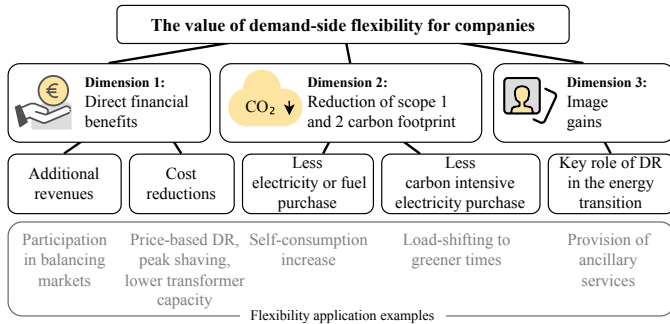 The value of demand-side flexibility for companies
Dimension 1:
Direct financial
benefits
€
CO₂
Dimension 2:
Reduction of scope 1
and 2 carbon footprint
Dimension 3:
Image
gains
Additional
revenues
Cost
reductions
Less
electricity or fuel
purchase
Less
carbon intensive
electricity purchase
Key role of DR
in the energy
transition
Participation
in balancing
markets
Price-based DR,
peak shaving,
lower transformer
capacity
Self-consumption
increase
Load-shifting to
greener times
Provision of
ancillary
services
Flexibility application examples